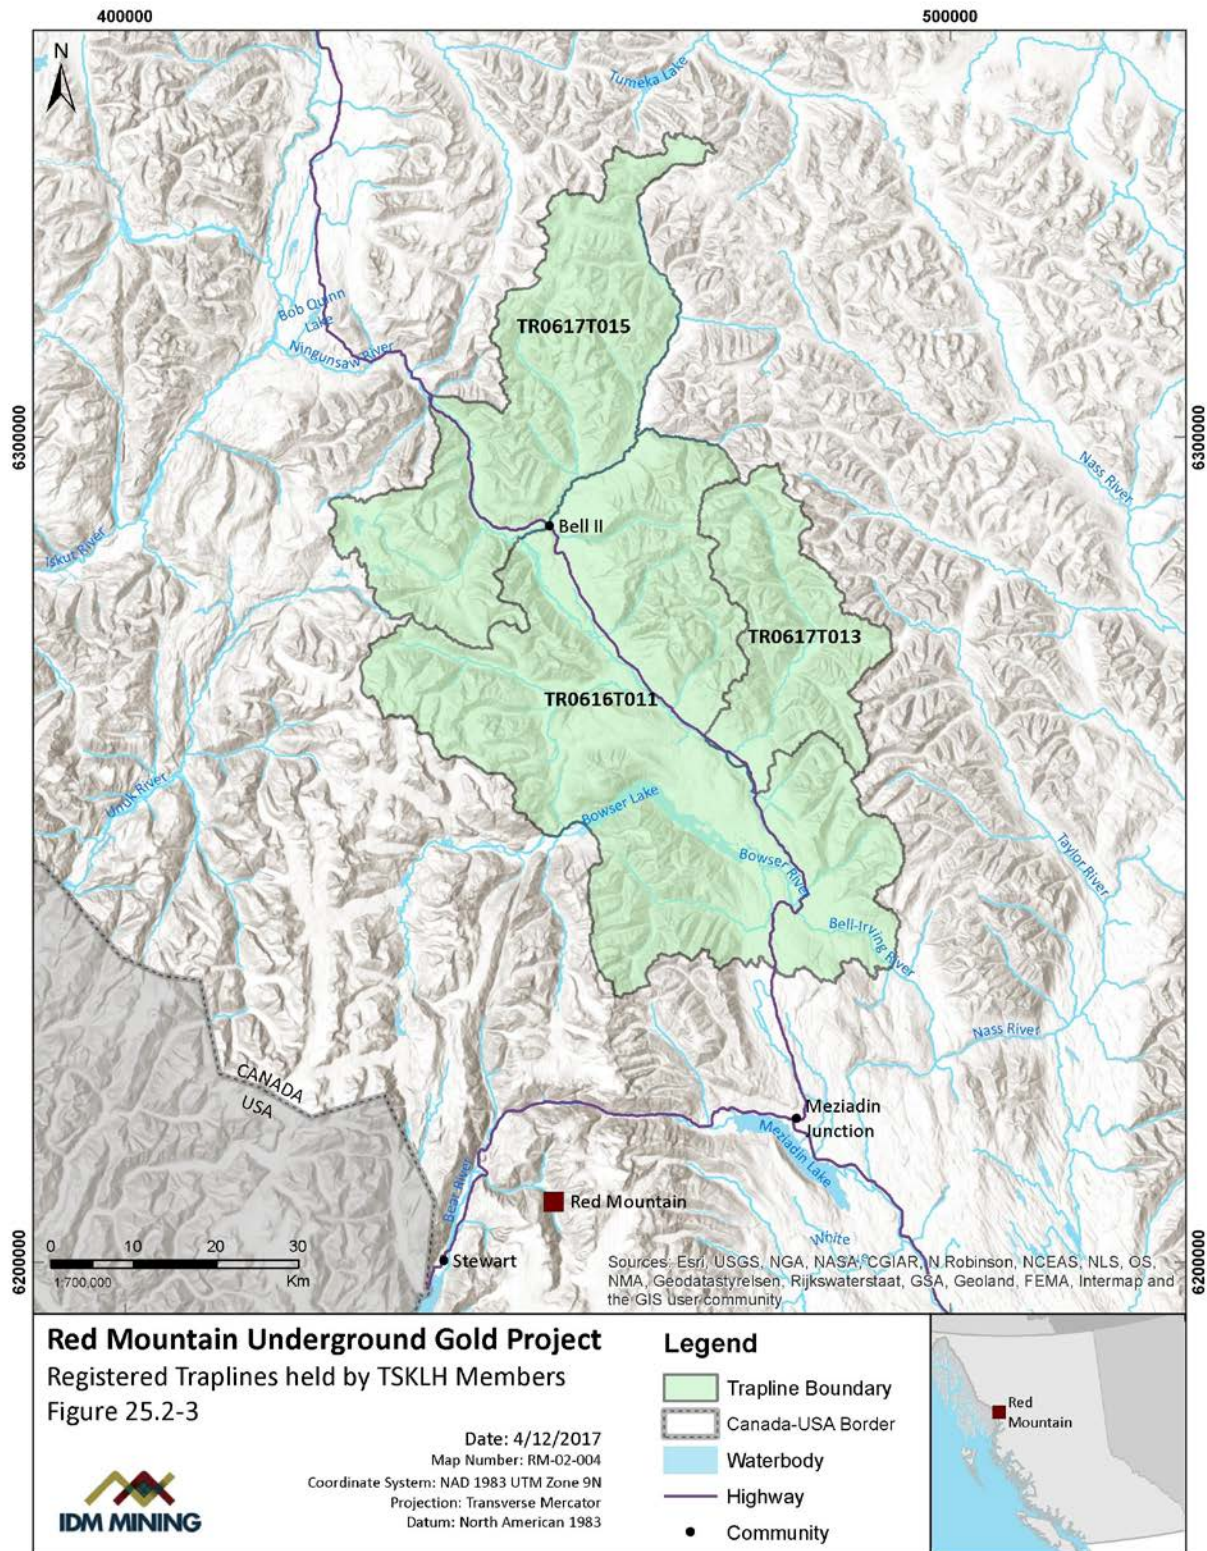 400000
500000
N
Tumeka Lake
TR0617T015
Bob Quinn
Lake
Ningunsaw River
6300000
6300000
Nass River
Iskut River
Bell II
TR0617T013
TR0616T011
Unuk River
Bowser Lake
Taylor River
Bowser River
Bell-Irving River
Nass River
CANADA
USA
Meziadin
Junction
Meziadin Lake
Bear River
Red Mountain
White
Stewart
0 10 20 30
1:700,000 Km
6200000
6200000
Sources: Esri, USGS, NGA, NASA, CGIAR, N Robinson, NCEAS, NLS, OS,
NMA, Geodatastyrelsen, Rijkswaterstaat, GSA, Geoland, FEMA, Intermap and
the GIS user community
Red Mountain Underground Gold Project
Registered Traplines held by TSKLH Members
Figure 25.2-3
Date: 4/12/2017
Map Number: RM-02-004
Coordinate System: NAD 1983 UTM Zone 9N
Projection: Transverse Mercator
Datum: North American 1983
IDM MINING
Legend
Trapline Boundary
Canada-USA Border
Waterbody
Highway
Community
Red
Mountain